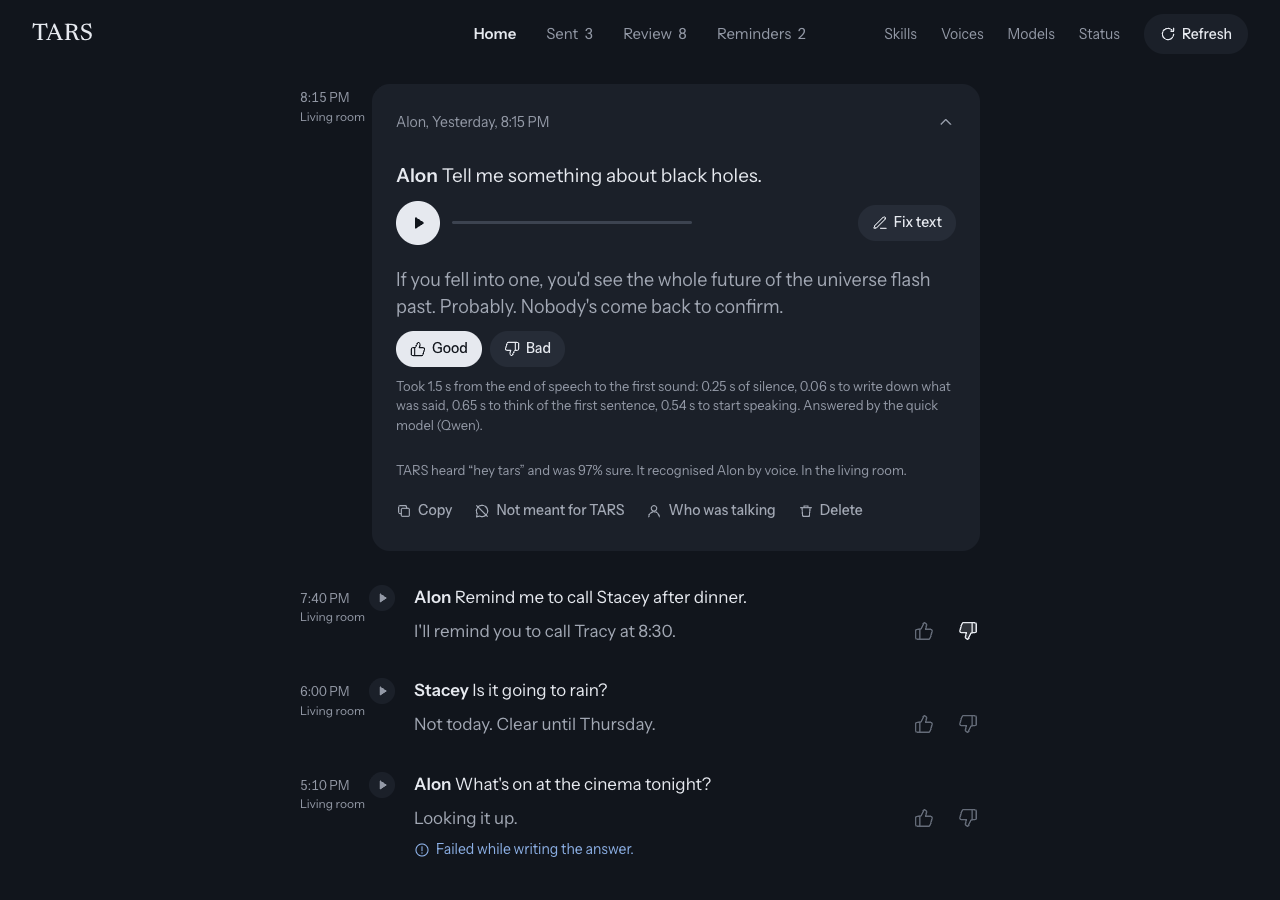 TARS
Home
Sent 3
Review 8
Reminders 2
Skills
Voices
Models
Status
Refresh
8:15 PM
Living room
Alon, Yesterday, 8:15 PM
Alon Tell me something about black holes.
Fix text
If you fell into one, you'd see the whole future of the universe flash
past. Probably. Nobody's come back to confirm.
Good
Bad
Took 1.5 s from the end of speech to the first sound: 0.25 s of silence, 0.06 s to write down what
was said, 0.65 s to think of the first sentence, 0.54 s to start speaking. Answered by the quick
model (Qwen).
TARS heard “hey tars” and was 97% sure. It recognised Alon by voice. In the living room.
Copy
Not meant for TARS
Who was talking
Delete
7:40 PM
Living room
Alon Remind me to call Stacey after dinner.
I'll remind you to call Tracy at 8:30.
6:00 PM
Living room
Stacey Is it going to rain?
Not today. Clear until Thursday.
5:10 PM
Living room
Alon What's on at the cinema tonight?
Looking it up.
Failed while writing the answer.